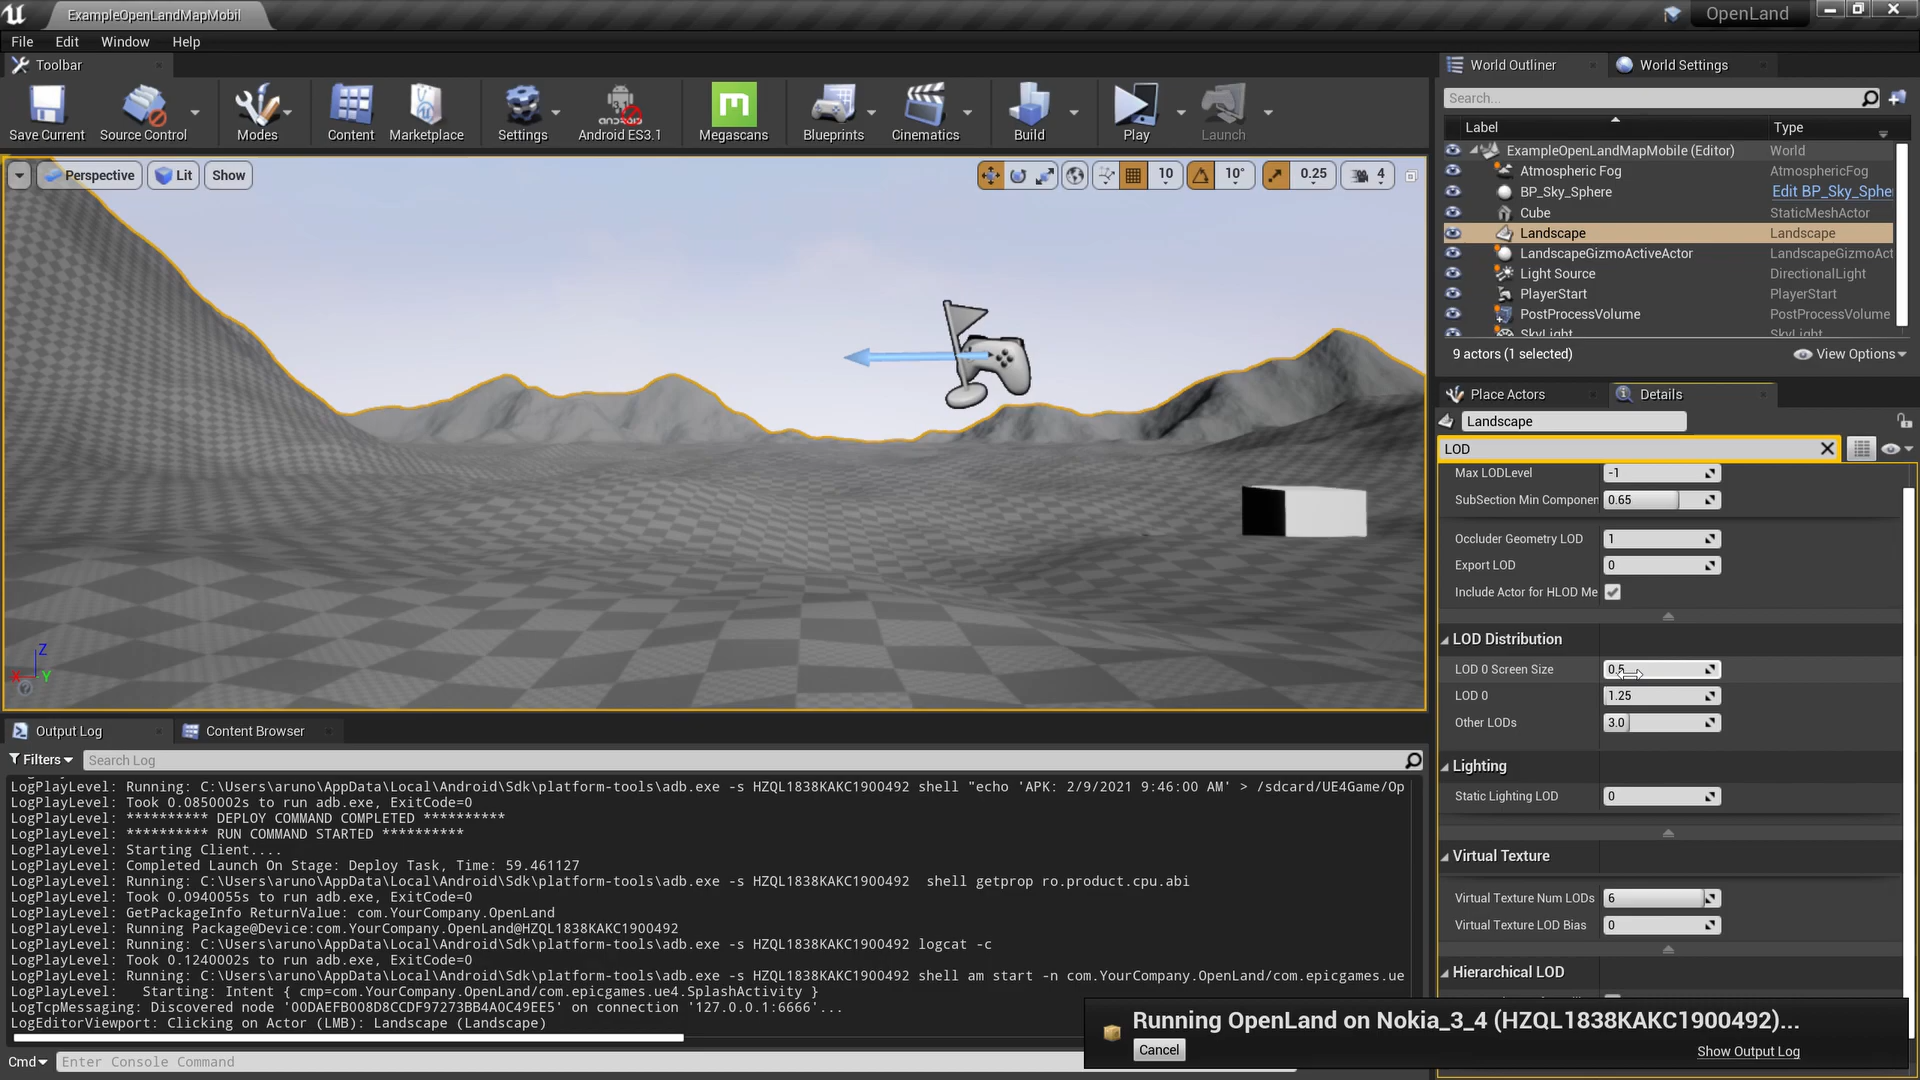 ExampleOpenLandMapMobil
OpenLand
File Edit Window Help
Toolbar
Save Current
Source Control
Modes
Content
Marketplace
Settings
Android ES3.1
Megascans
Blueprints
Cinematics
Build
Play
Launch
Perspective
Lit
Show
10
10°
0.25
4
Z
X
Y
World Outliner
World Settings
Search...
Label Type
ExampleOpenLandMapMobile (Editor) World
Atmospheric Fog AtmosphericFog
BP_Sky_Sphere Edit BP_Sky_Sphe
Cube StaticMeshActor
Landscape Landscape
LandscapeGizmoActiveActor LandscapeGizmoAct
Light Source DirectionalLight
PlayerStart PlayerStart
PostProcessVolume PostProcessVolume
SkyLight SkyLight
9 actors (1 selected) View Options
Place Actors
Details
Landscape
LOD
Max LODLevel -1
SubSection Min Componen 0.65
Occluder Geometry LOD 1
Export LOD 0
Include Actor for HLOD Me
LOD Distribution
LOD 0 Screen Size 0.5
LOD 0 1.25
Other LODs 3.0
Lighting
Static Lighting LOD 0
Virtual Texture
Virtual Texture Num LODs 6
Virtual Texture LOD Bias 0
Hierarchical LOD
Output Log
Content Browser
Filters
Search Log
LogPlayLevel: Running: C:\Users\aruno\AppData\Local\Android\Sdk\platform-tools\adb.exe -s HZQL1838KAKC1900492 shell "echo 'APK: 2/9/2021 9:46:00 AM' > /sdcard/UE4Game/Op
LogPlayLevel: Took 0.0850002s to run adb.exe, ExitCode=0
LogPlayLevel: ********** DEPLOY COMMAND COMPLETED **********
LogPlayLevel: ********** RUN COMMAND STARTED **********
LogPlayLevel: Starting Client....
LogPlayLevel: Completed Launch On Stage: Deploy Task, Time: 59.461127
LogPlayLevel: Running: C:\Users\aruno\AppData\Local\Android\Sdk\platform-tools\adb.exe -s HZQL1838KAKC1900492 shell getprop ro.product.cpu.abi
LogPlayLevel: Took 0.0940055s to run adb.exe, ExitCode=0
LogPlayLevel: GetPackageInfo ReturnValue: com.YourCompany.OpenLand
LogPlayLevel: Running Package@Device:com.YourCompany.OpenLand@HZQL1838KAKC1900492
LogPlayLevel: Running: C:\Users\aruno\AppData\Local\Android\Sdk\platform-tools\adb.exe -s HZQL1838KAKC1900492 logcat -c
LogPlayLevel: Took 0.1240002s to run adb.exe, ExitCode=0
LogPlayLevel: Running: C:\Users\aruno\AppData\Local\Android\Sdk\platform-tools\adb.exe -s HZQL1838KAKC1900492 shell am start -n com.YourCompany.OpenLand/com.epicgames.ue
LogPlayLevel: Starting: Intent { cmp=com.YourCompany.OpenLand/com.epicgames.ue4.SplashActivity }
LogTcpMessaging: Discovered node '00DAEFB008D8CCDF97273BB4A0C49EE5' on connection '127.0.0.1:6666'...
LogEditorViewport: Clicking on Actor (LMB): Landscape (Landscape)
Cmd
Enter Console Command
Running OpenLand on Nokia_3_4 (HZQL1838KAKC1900492)...
Cancel
Show Output Log